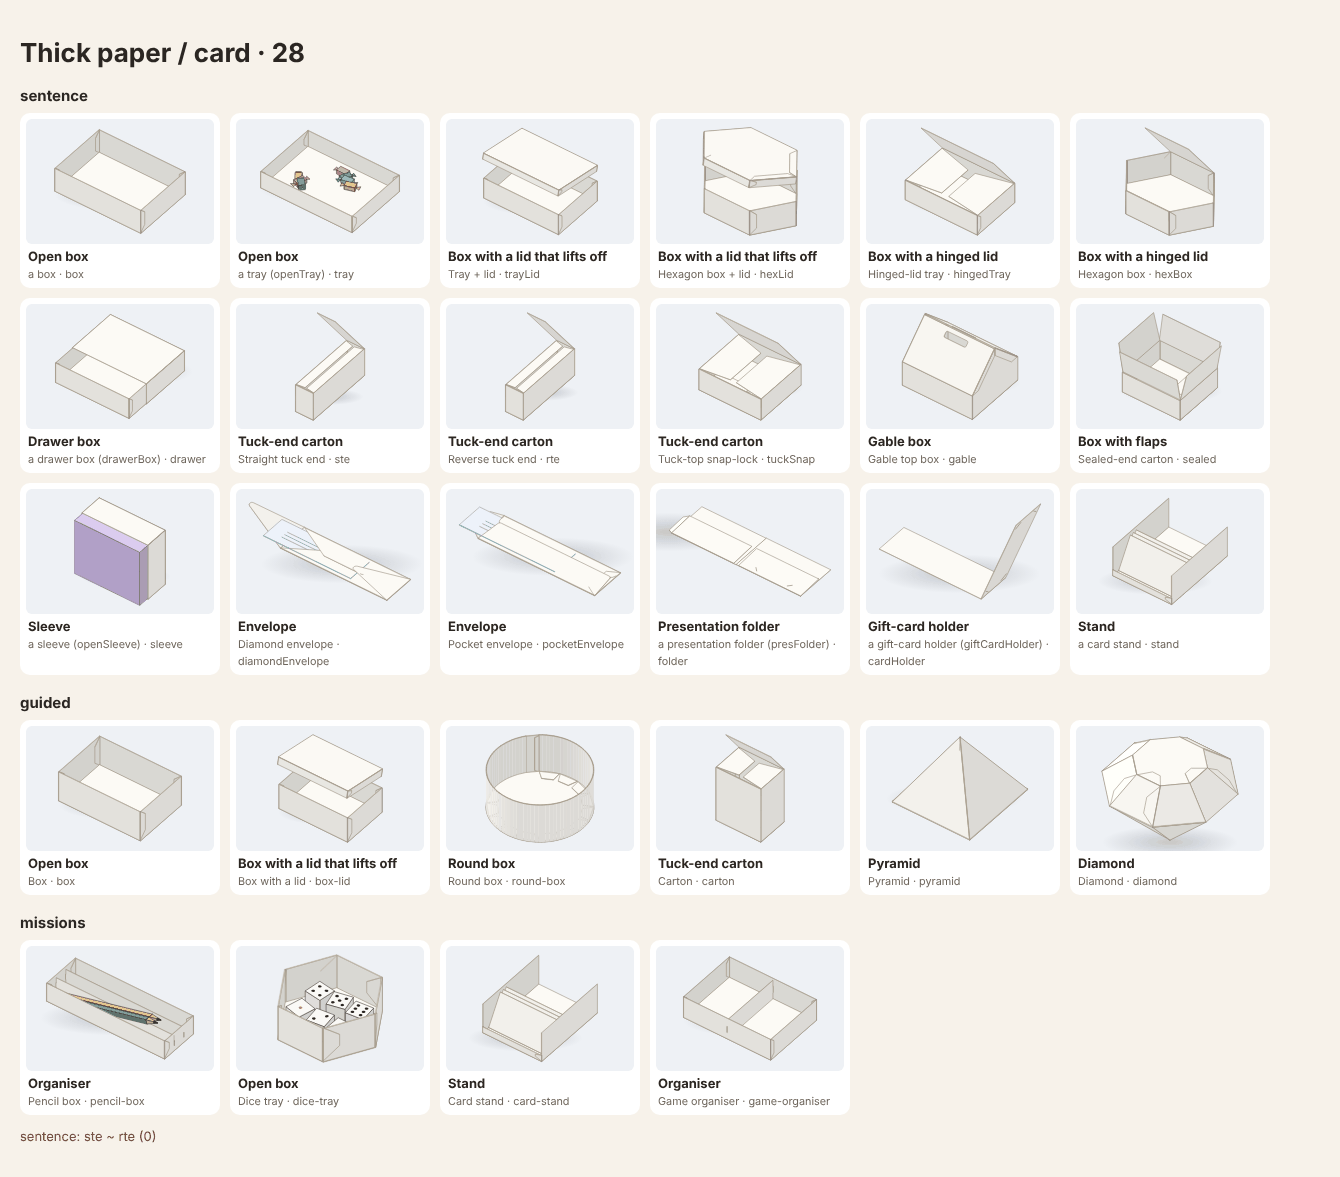 Thick paper / card · 28
sentence
Open box
a box · box
Open box
a tray (openTray) · tray
Box with a lid that lifts off
Tray + lid · trayLid
Box with a lid that lifts off
Hexagon box + lid · hexLid
Box with a hinged lid
Hinged-lid tray · hingedTray
Box with a hinged lid
Hexagon box · hexBox
Drawer box
a drawer box (drawerBox) · drawer
Tuck-end carton
Straight tuck end · ste
Tuck-end carton
Reverse tuck end · rte
Tuck-end carton
Tuck-top snap-lock · tuckSnap
Gable box
Gable top box · gable
Box with flaps
Sealed-end carton · sealed
Sleeve
a sleeve (openSleeve) · sleeve
Envelope
Diamond envelope ·
diamondEnvelope
Envelope
Pocket envelope · pocketEnvelope
Presentation folder
a presentation folder (presFolder) ·
folder
Gift-card holder
a gift-card holder (giftCardHolder) ·
cardHolder
Stand
a card stand · stand
guided
Open box
Box · box
Box with a lid that lifts off
Box with a lid · box-lid
Round box
Round box · round-box
Tuck-end carton
Carton · carton
Pyramid
Pyramid · pyramid
Diamond
Diamond · diamond
missions
Organiser
Pencil box · pencil-box
Open box
Dice tray · dice-tray
Stand
Card stand · card-stand
Organiser
Game organiser · game-organiser
sentence: ste ~ rte (0)